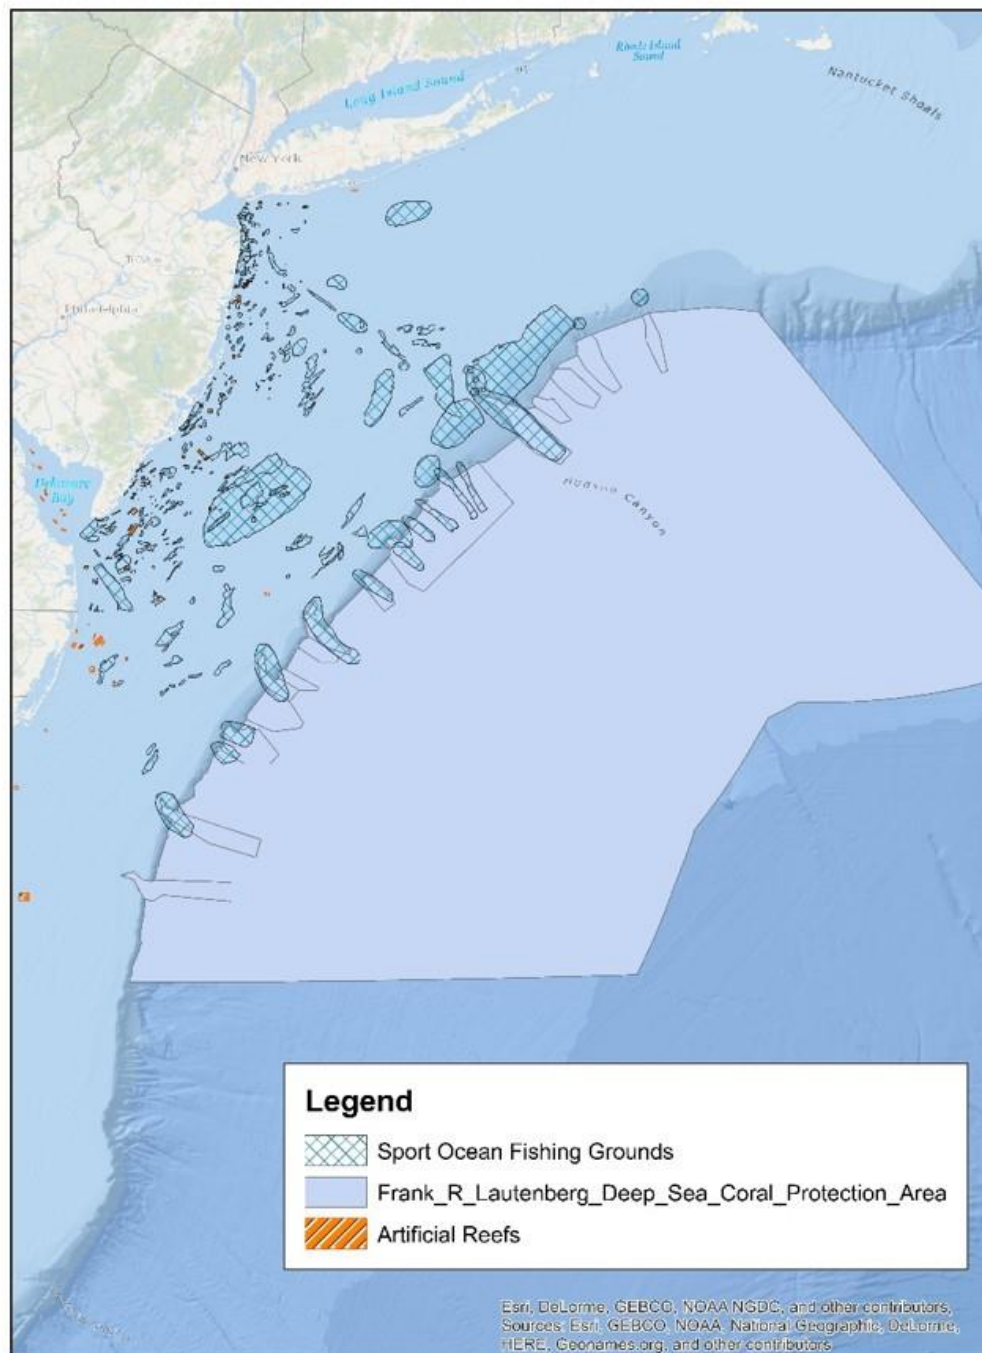 Rhode Island
Sound
Long Island Sound
Nantucket Shoals
New York
Philadelphia
Delaware
Bay
Hudson Canyon
Legend
Sport Ocean Fishing Grounds
Frank_R_Lautenberg_Deep_Sea_Coral_Protection_Area
Artificial Reefs
Esri, DeLorme, GEBCO, NOAA NGDC, and other contributors,
Sources: Esri, GEBCO, NOAA, National Geographic, DeLorme,
HERE, Geonames.org, and other contributors